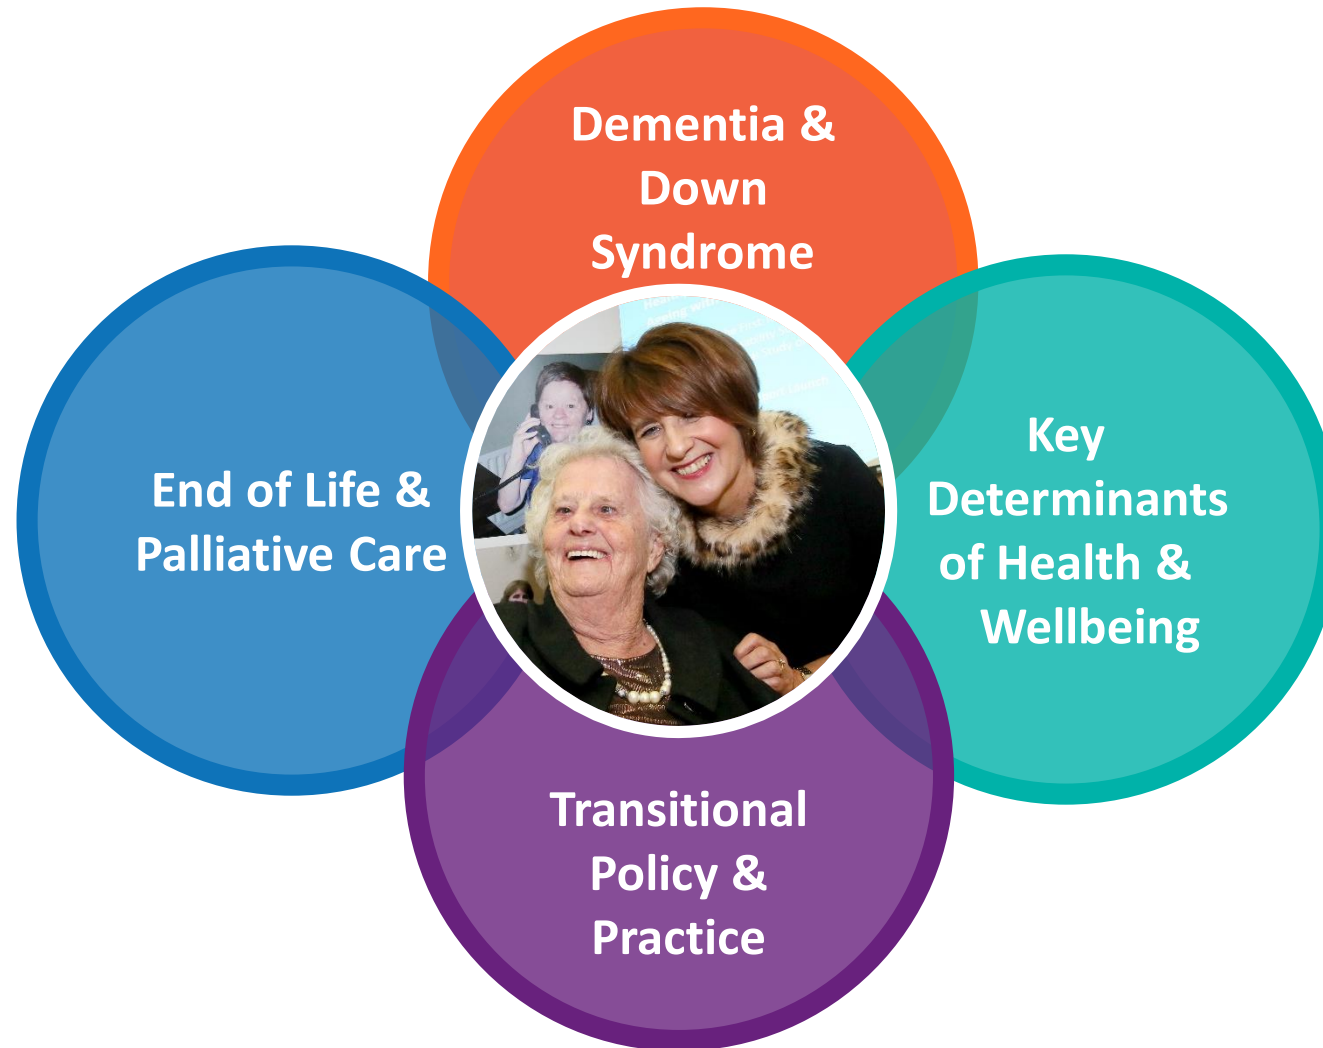 Dementia &
Down
Syndrome
End of Life &
Palliative Care
Key
Determinants
of Health &
Wellbeing
Transitional
Policy &
Practice